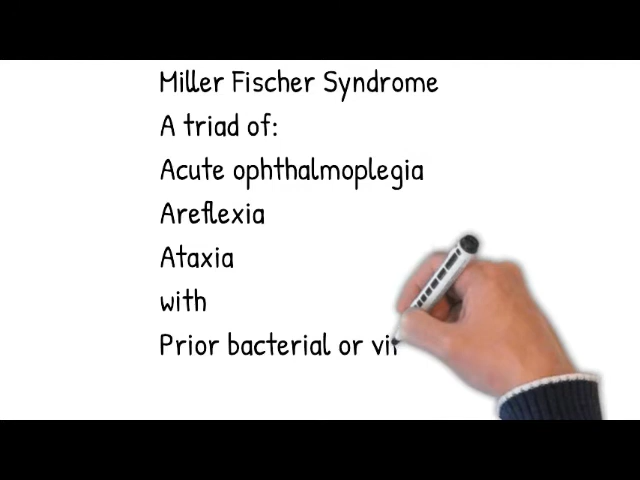 Miller Fischer Syndrome
A triad of:
Acute ophthalmoplegia
Areflexia
Ataxia
with
Prior bacterial or